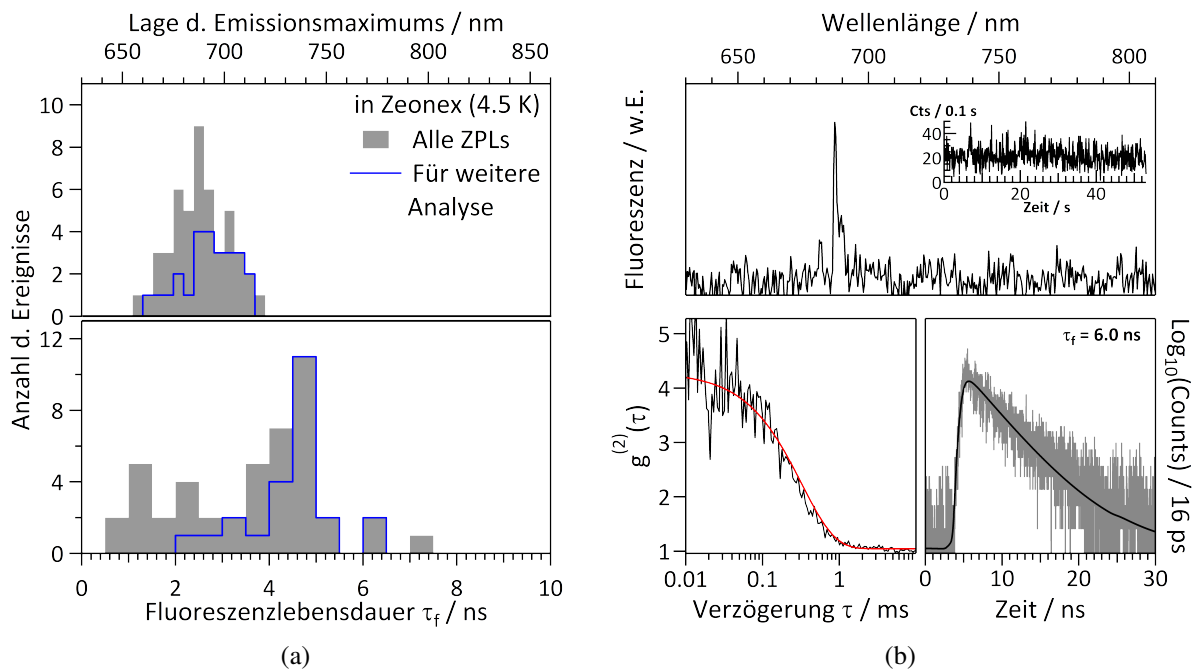 Lage d. Emissionsmaximums / nm
650 700 750 800 850
10
8
6
4
2
0
in Zeonex (4.5 K)
Alle ZPLs
Für weitere
Analyse
Anzahl d. Ereignisse
12
8
4
0
0 2 4 6 8 10
Fluoreszenzlebensdauer τf / ns
(a)
Wellenlänge / nm
650 700 750 800
Fluoreszenz / w.E.
Cts / 0.1 s
40
20
0
0 20 40
Zeit / s
5
4
3
2
1
g(2)(τ)
0.01 0.1 1
Verzögerung τ / ms
τf = 6.0 ns
Log10(Counts) / 16 ps
0 10 20 30
Zeit / ns
(b)